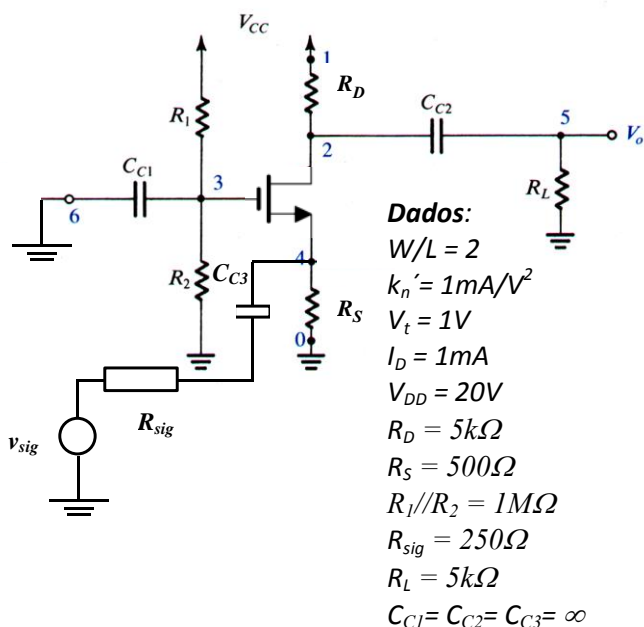 V_CC
1
R_D
R_1
C_C2
5
V_o
2
C_C1
3
6
R_L
R_2
C_C3
4
R_S
0
R_sig
v_sig
Dados:
W/L = 2
k_n´= 1mA/V²
V_t = 1V
I_D = 1mA
V_DD = 20V
R_D = 5kΩ
R_S = 500Ω
R_1//R_2 = 1MΩ
R_sig = 250Ω
R_L = 5kΩ
C_C1= C_C2= C_C3= ∞